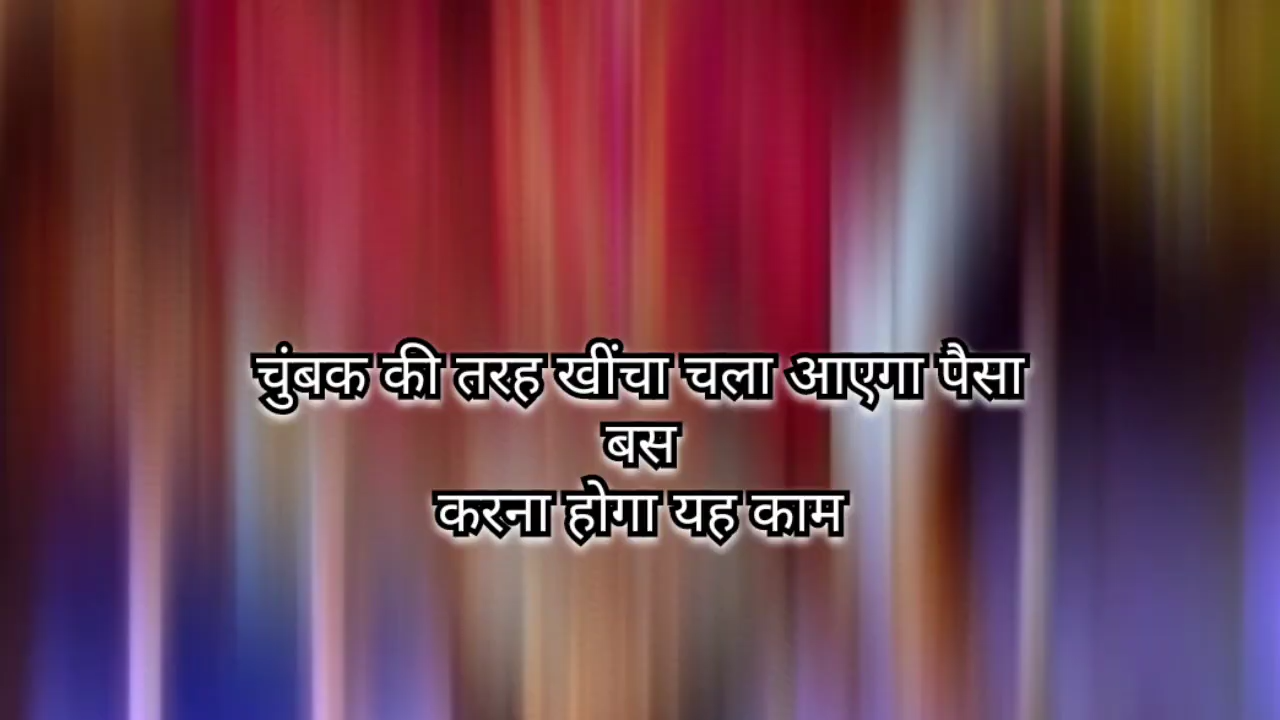 चुंबक की तरह खींचा चला आएगा पैसा
बस
करना होगा यह काम